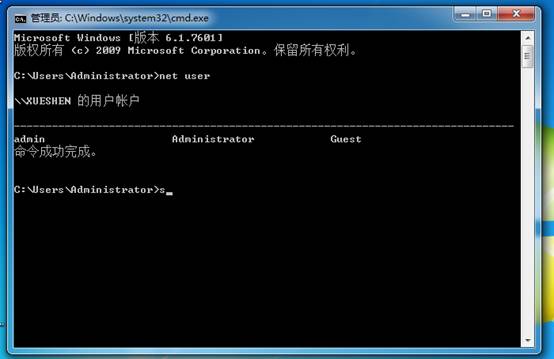 管理员: C:\Windows\system32\cmd.exe
Microsoft Windows [版本 6.1.7601]
版权所有 (c) 2009 Microsoft Corporation。保留所有权利。
C:\Users\Administrator>net user
\\XUESHEN 的用户帐户
-------------------------------------------------------------------------------
admin Administrator Guest
命令成功完成。
C:\Users\Administrator>s_